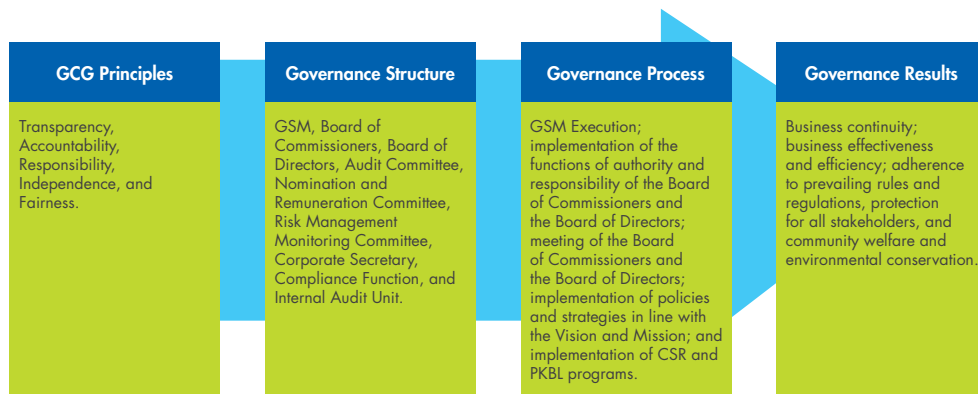 GCG Principles
Transparency,
Accountability,
Responsibility,
Independence, and
Fairness.
Governance Structure
GSM, Board of
Commissioners, Board of
Directors, Audit Committee,
Nomination and
Remuneration Committee,
Risk Management
Monitoring Committee,
Corporate Secretary,
Compliance Function, and
Internal Audit Unit.
Governance Process
GSM Execution;
implementation of the
functions of authority and
responsibility of the Board
of Commissioners and
the Board of Directors;
meeting of the Board
of Commissioners and
the Board of Directors;
implementation of policies
and strategies in line with
the Vision and Mission; and
implementation of CSR and
PKBL programs.
Governance Results
Business continuity;
business effectiveness
and efficiency; adherence
to prevailing rules and
regulations, protection
for all stakeholders, and
community welfare and
environmental conservation.